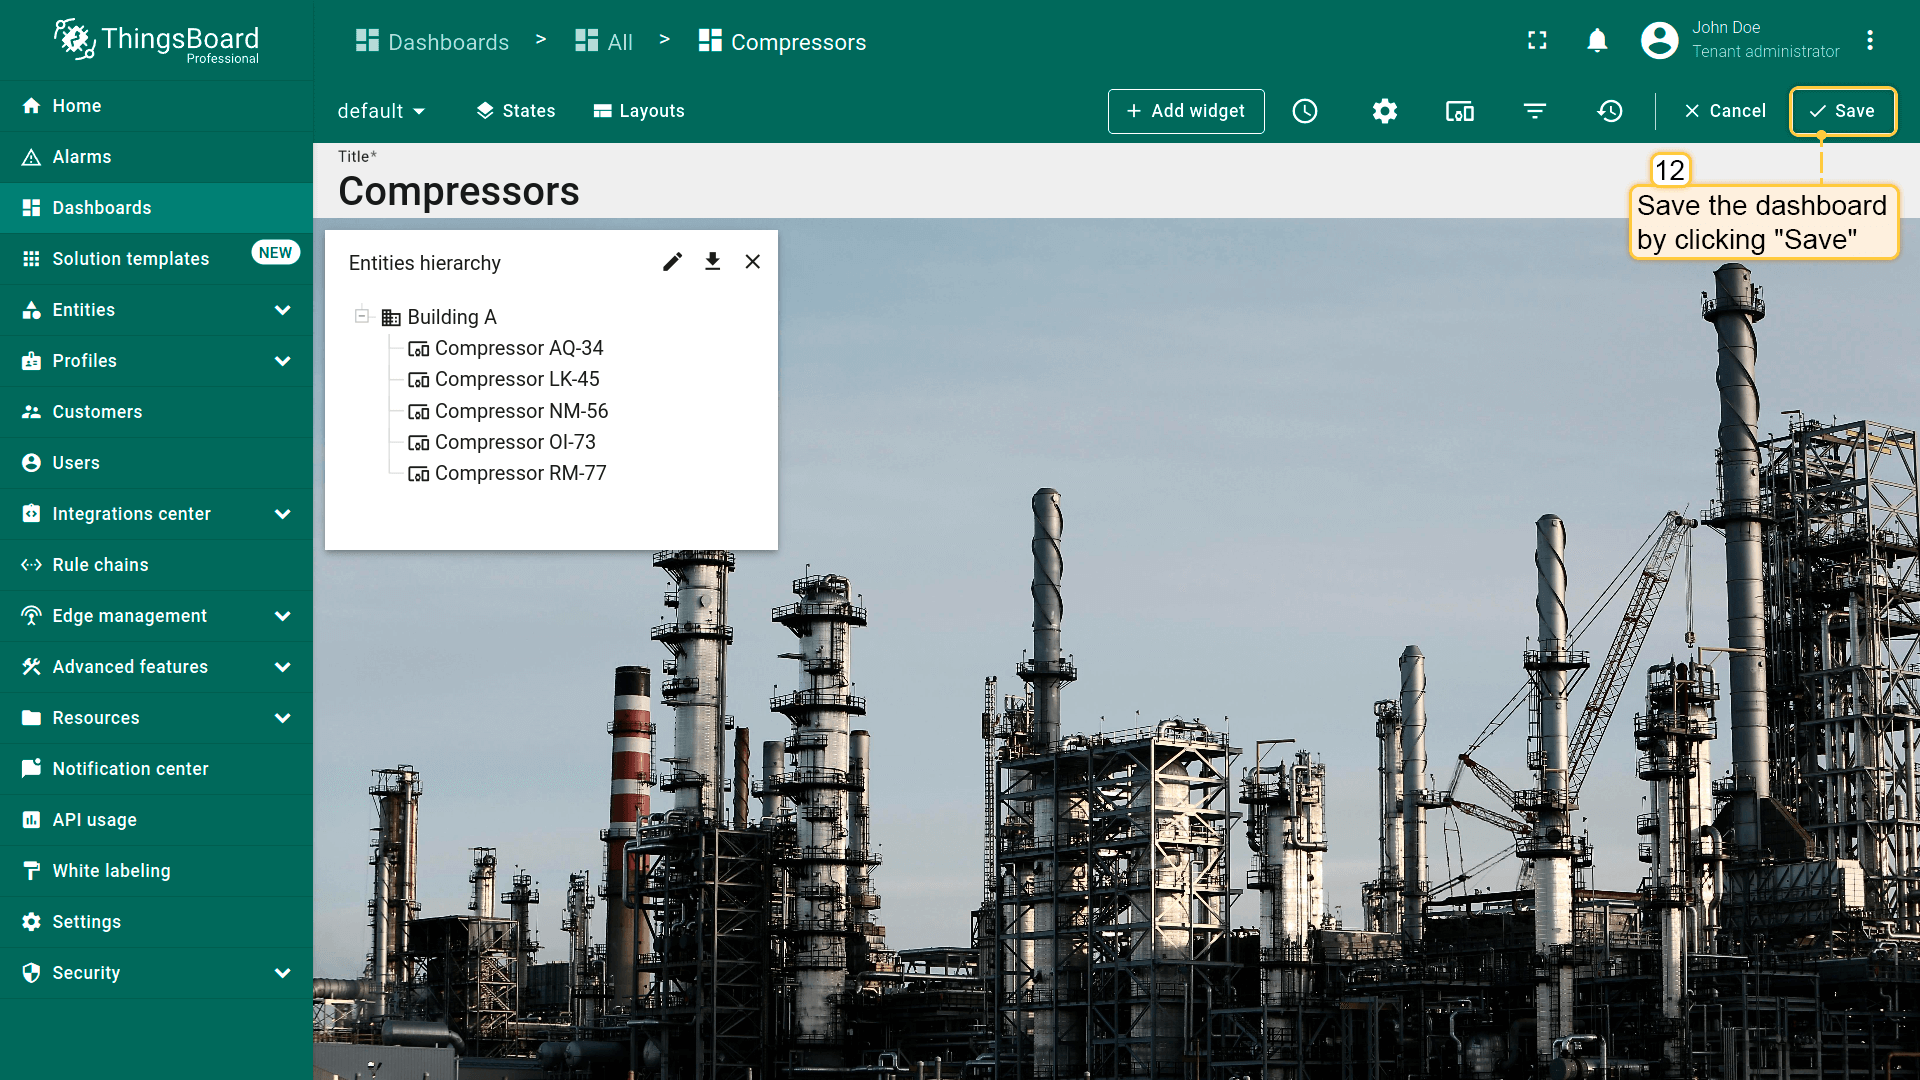 ThingsBoard
Professional
Dashboards > All > Compressors
John Doe
Tenant administrator
default
States
Layouts
+ Add widget
Cancel
Save
12
Save the dashboard
by clicking "Save"
Home
Alarms
Dashboards
Solution templates
NEW
Entities
Profiles
Customers
Users
Integrations center
Rule chains
Edge management
Advanced features
Resources
Notification center
API usage
White labeling
Settings
Security
Title*
Compressors
Entities hierarchy
Building A
Compressor AQ-34
Compressor LK-45
Compressor NM-56
Compressor OI-73
Compressor RM-77